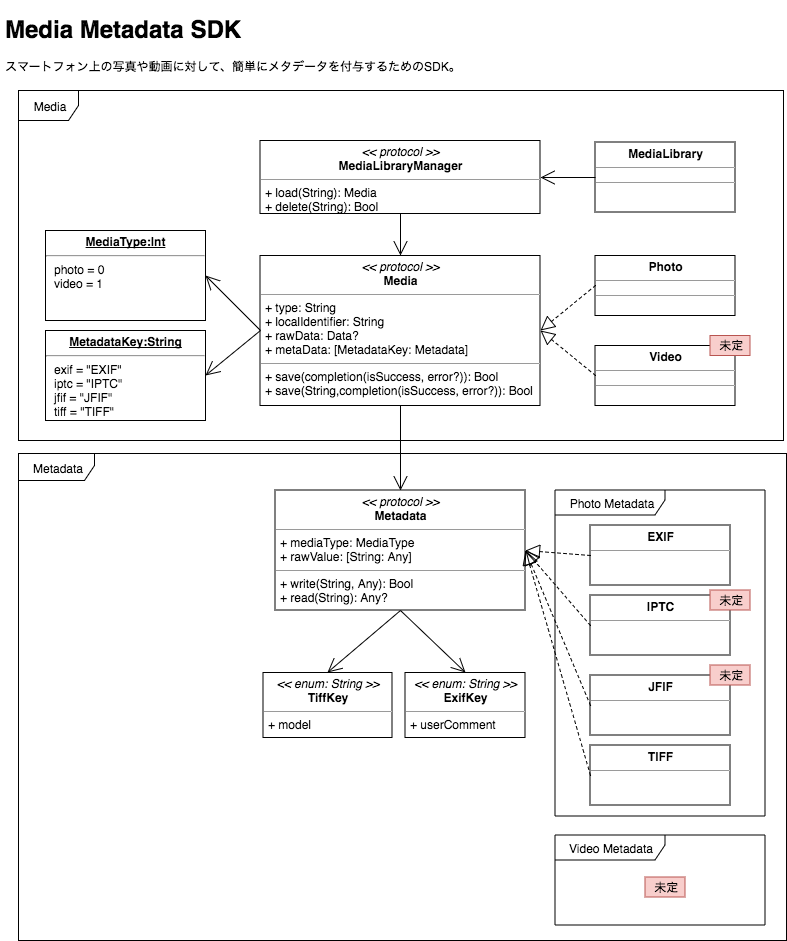 Media Metadata SDK
スマートフォン上の写真や動画に対して、簡単にメタデータを付与するためのSDK。
Media
<< protocol >>
MediaLibraryManager
+ load(String): Media
+ delete(String): Bool
MediaLibrary
MediaType:Int
photo = 0
video = 1
MetadataKey:String
exif = "EXIF"
iptc = "IPTC"
jfif = "JFIF"
tiff = "TIFF"
<< protocol >>
Media
+ type: String
+ localIdentifier: String
+ rawData: Data?
+ metaData: [MetadataKey: Metadata]
+ save(completion(isSuccess, error?)): Bool
+ save(String,completion(isSuccess, error?)): Bool
Photo
未定
Video
Metadata
<< protocol >>
Metadata
+ mediaType: MediaType
+ rawValue: [String: Any]
+ write(String, Any): Bool
+ read(String): Any?
<< enum: String >>
TiffKey
+ model
<< enum: String >>
ExifKey
+ userComment
Photo Metadata
EXIF
未定
IPTC
未定
JFIF
TIFF
Video Metadata
未定